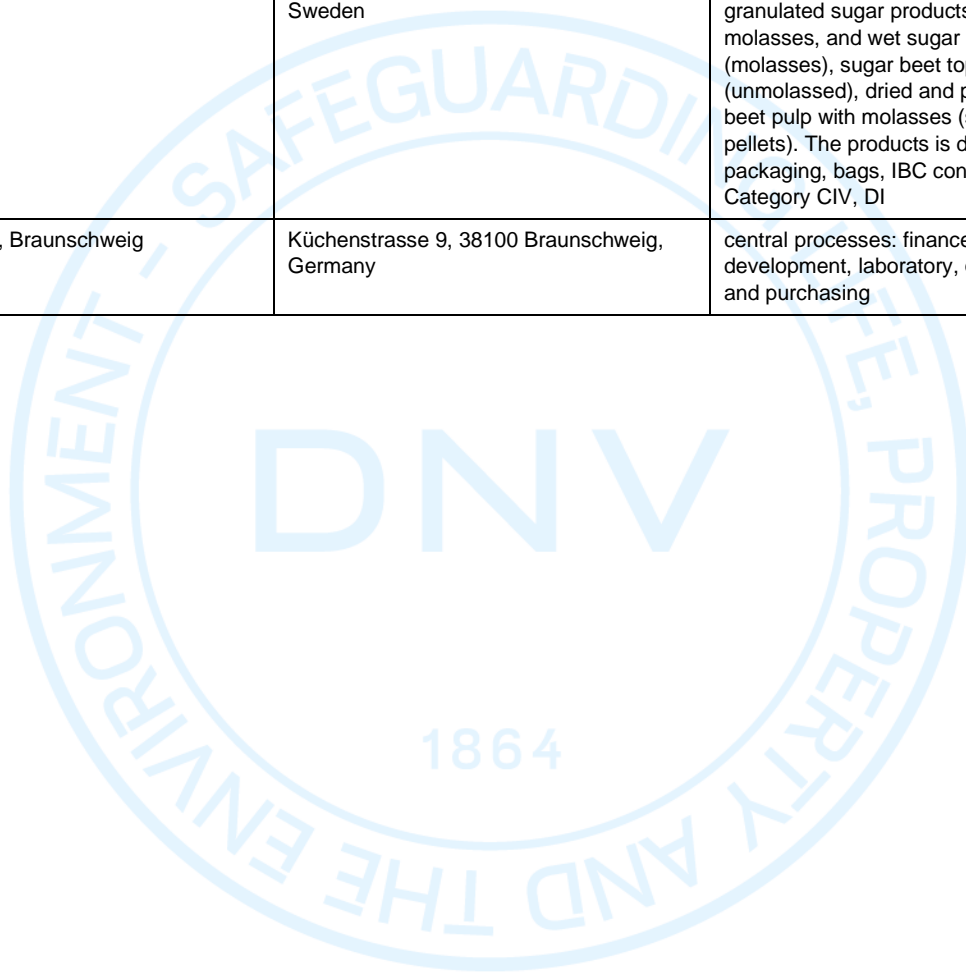 Sweden
granulated sugar products
molasses, and wet sugar
(molasses), sugar beet
(unmolassed), dried and
beet pulp with molasses
pellets). The products is
packaging, bags, IBC
Category CIV, DI
, Braunschweig
Küchenstrasse 9, 38100 Braunschweig,
Germany
central processes: finance
development, laboratory,
and purchasing
SAFEGUARDING LIFE, PROPERTY AND THE ENVIRONMENT -
DNV
1864